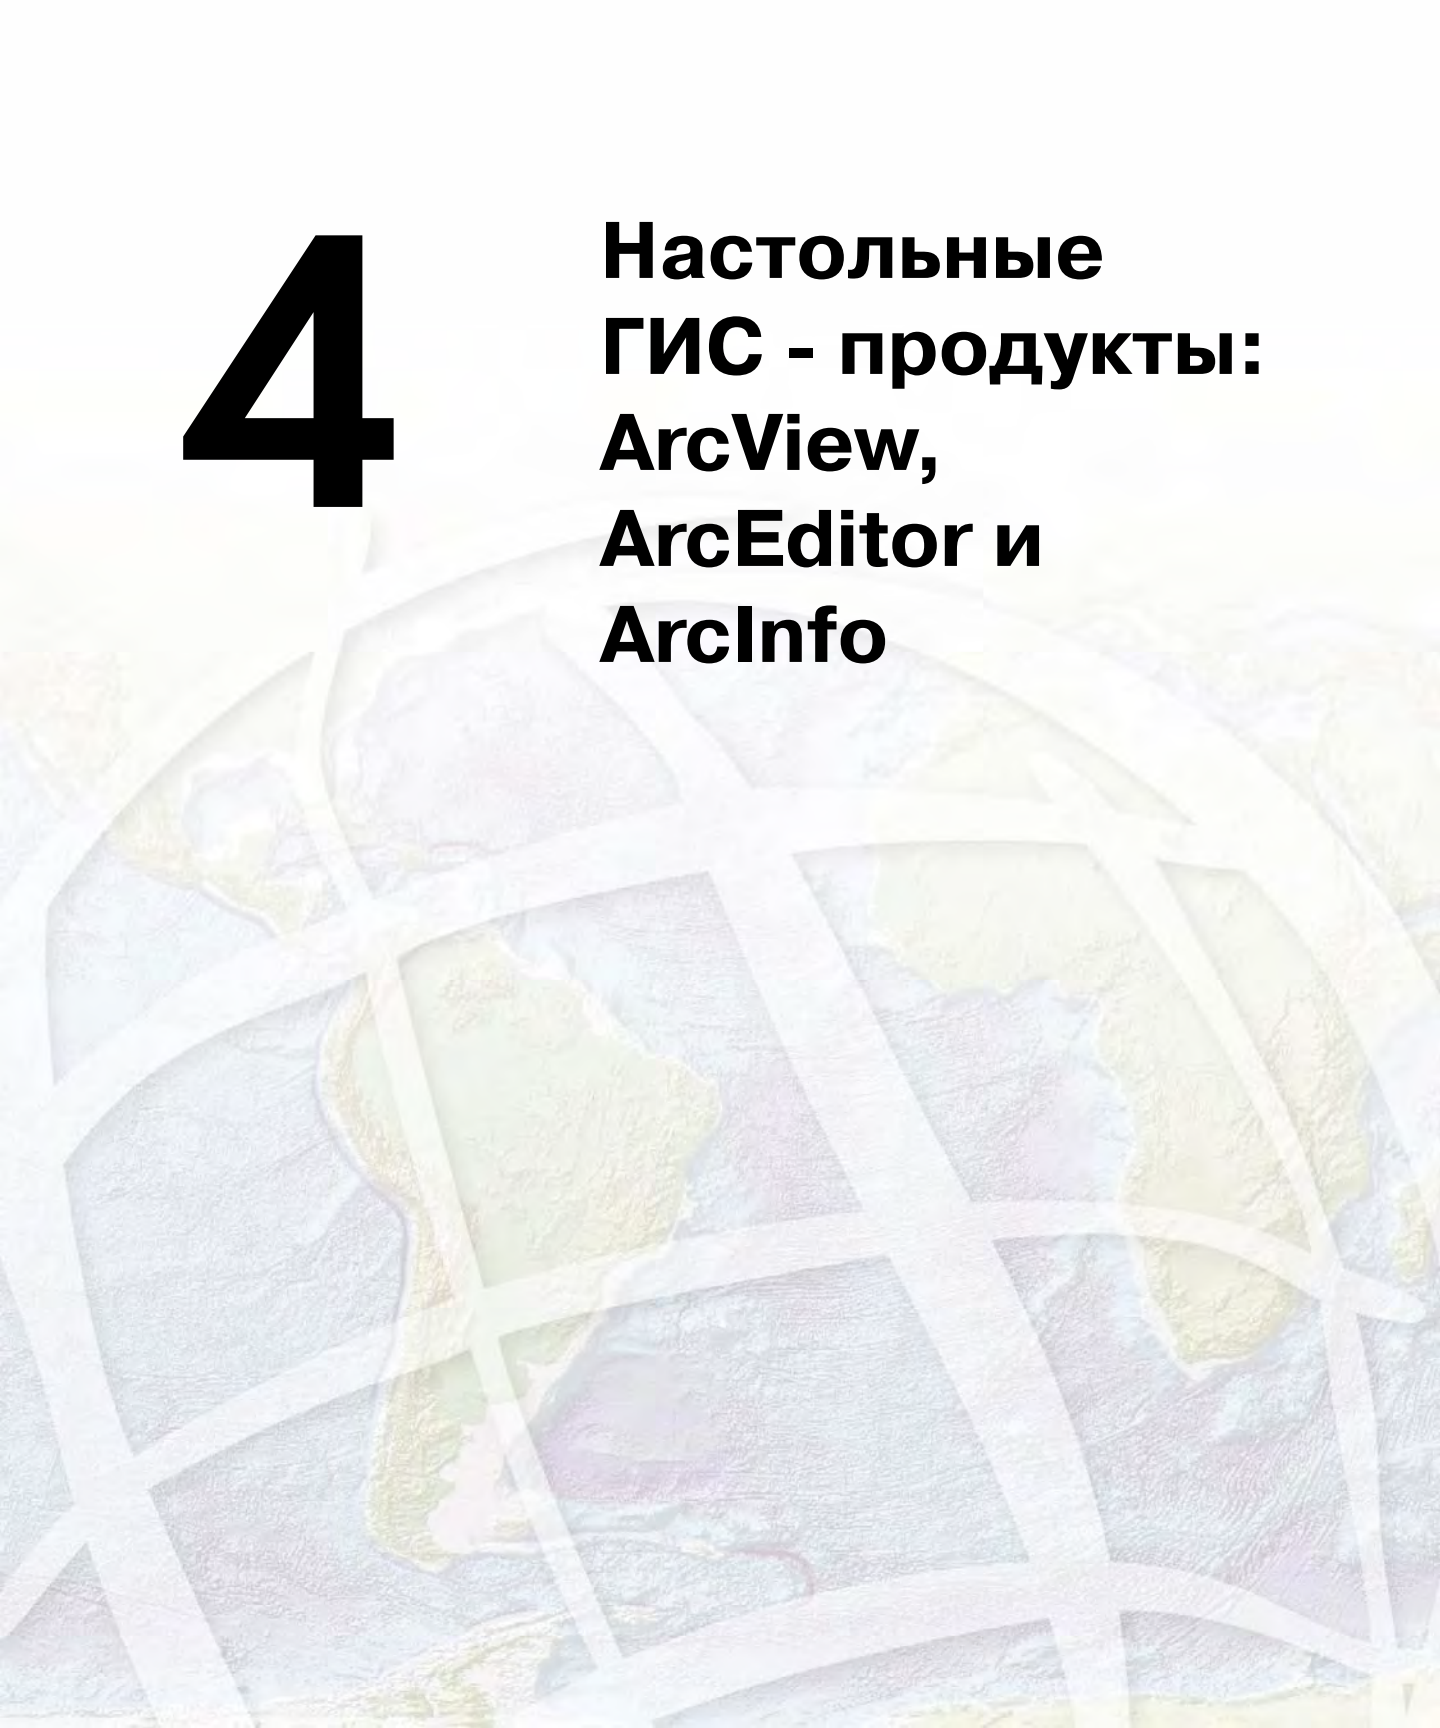 4
Настольные
ГИС - продукты:
ArcView,
ArcEditor и
ArcInfo